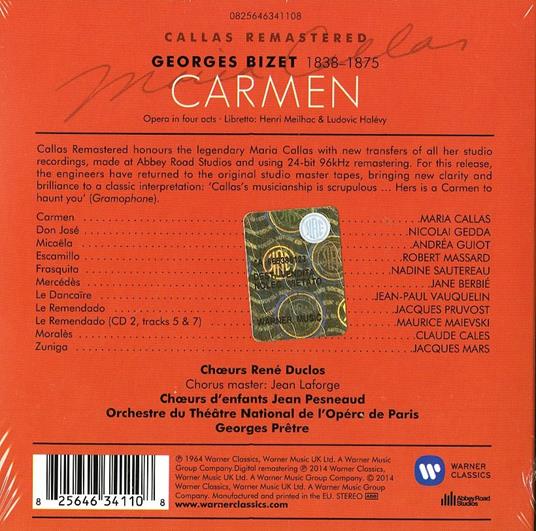 0825646341108
CALLAS REMASTERED
Maria Callas
GEORGES BIZET 1838–1875
CARMEN
Opera in four acts · Libretto: Henri Meilhac & Ludovic Halévy
Callas Remastered honours the legendary Maria Callas with new transfers of all her studio
recordings, made at Abbey Road Studios and using 24-bit 96kHz remastering. For this release,
the engineers have returned to the original studio master tapes, bringing new clarity and
brilliance to a classic interpretation: ‘Callas’s musicianship is scrupulous ... Hers is a Carmen to
haunt you’ (Gramophone).
Carmen MARIA CALLAS
Don José NICOLAI GEDDA
Micaëla ANDRÉA GUIOT
Escamillo ROBERT MASSARD
Frasquita NADINE SAUTEREAU
Mercédès JANE BERBIÉ
Le Dancaïre JEAN-PAUL VAUQUELIN
Le Remendado JACQUES PRUVOST
Le Remendado (CD 2, tracks 5 & 7) MAURICE MAIEVSKI
Moralès CLAUDE CALES
Zuniga JACQUES MARS
WARNER MUSIC
Chœurs René Duclos
Chorus master: Jean Laforge
Chœurs d’enfants Jean Pesneaud
Orchestre du Théâtre National de l’Opéra de Paris
Georges Prêtre
℗ 1964 Warner Classics, Warner Music UK Ltd. A Warner Music
Group Company. Digital remastering ℗ 2014 Warner Classics,
Warner Music UK Ltd. A Warner Music Group Company. © 2014
Warner Classics, Warner Music UK Ltd. A Warner Music Group
Company. Manufactured and printed in the EU. STEREO ADD
www.warnerclassics.com
8 25646 34110 8
WARNER
CLASSICS
Abbey Road
Studios